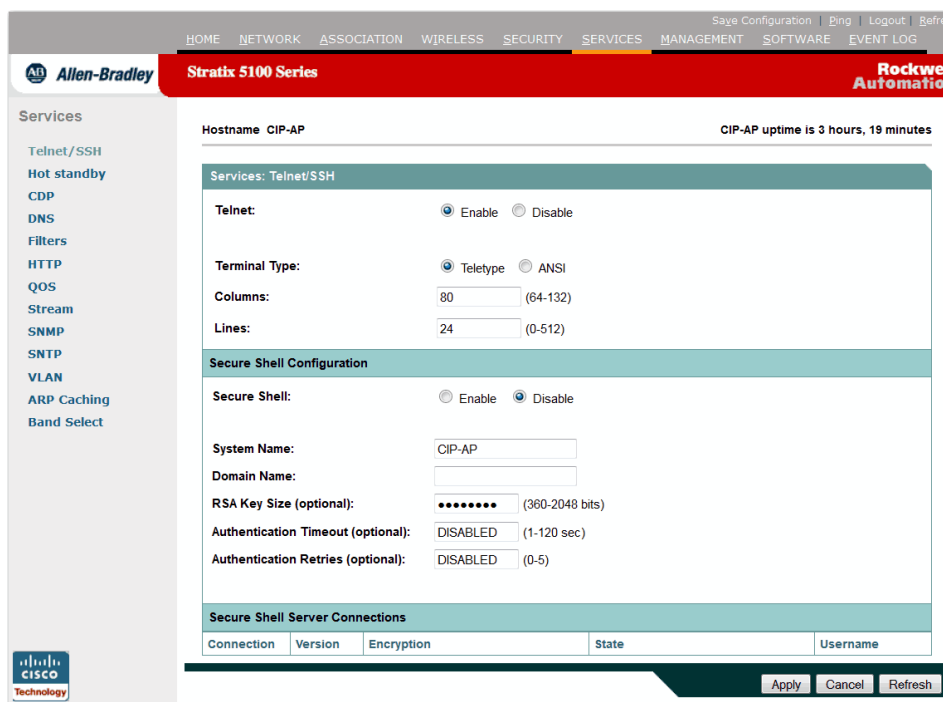 Save Configuration | Ping | Logout | Refre
HOME NETWORK ASSOCIATION WIRELESS SECURITY SERVICES MANAGEMENT SOFTWARE EVENT LOG
AB Allen-Bradley
Stratix 5100 Series
Rockwe
Automatio
Services
Telnet/SSH
Hot standby
CDP
DNS
Filters
HTTP
QOS
Stream
SNMP
SNTP
VLAN
ARP Caching
Band Select
Hostname CIP-AP
CIP-AP uptime is 3 hours, 19 minutes
Services: Telnet/SSH
Telnet: Enable Disable
Terminal Type: Teletype ANSI
Columns: 80 (64-132)
Lines: 24 (0-512)
Secure Shell Configuration
Secure Shell: Enable Disable
System Name: CIP-AP
Domain Name:
RSA Key Size (optional): •••••••• (360-2048 bits)
Authentication Timeout (optional): DISABLED (1-120 sec)
Authentication Retries (optional): DISABLED (0-5)
Secure Shell Server Connections
Connection Version Encryption State Username
CISCO
Technology
Apply Cancel Refresh